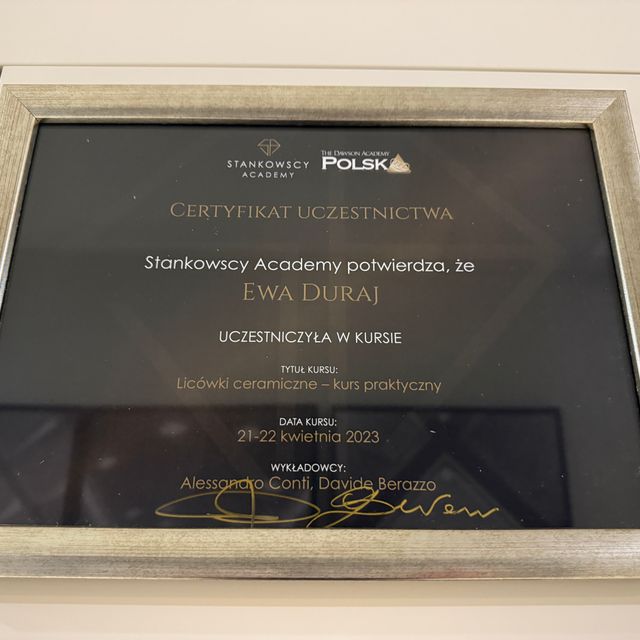 STANKOWSCY
ACADEMY
THE DAWSON ACADEMY
POLSKA
CERTYFIKAT UCZESTNICTWA
Stankowscy Academy potwierdza, że
EWA DURAJ
UCZESTNICZYŁA W KURSIE
TYTUŁ KURSU:
Licówki ceramiczne – kurs praktyczny
DATA KURSU:
21-22 kwietnia 2023
WYKŁADOWCY:
Alessandro Conti, Davide Berazzo